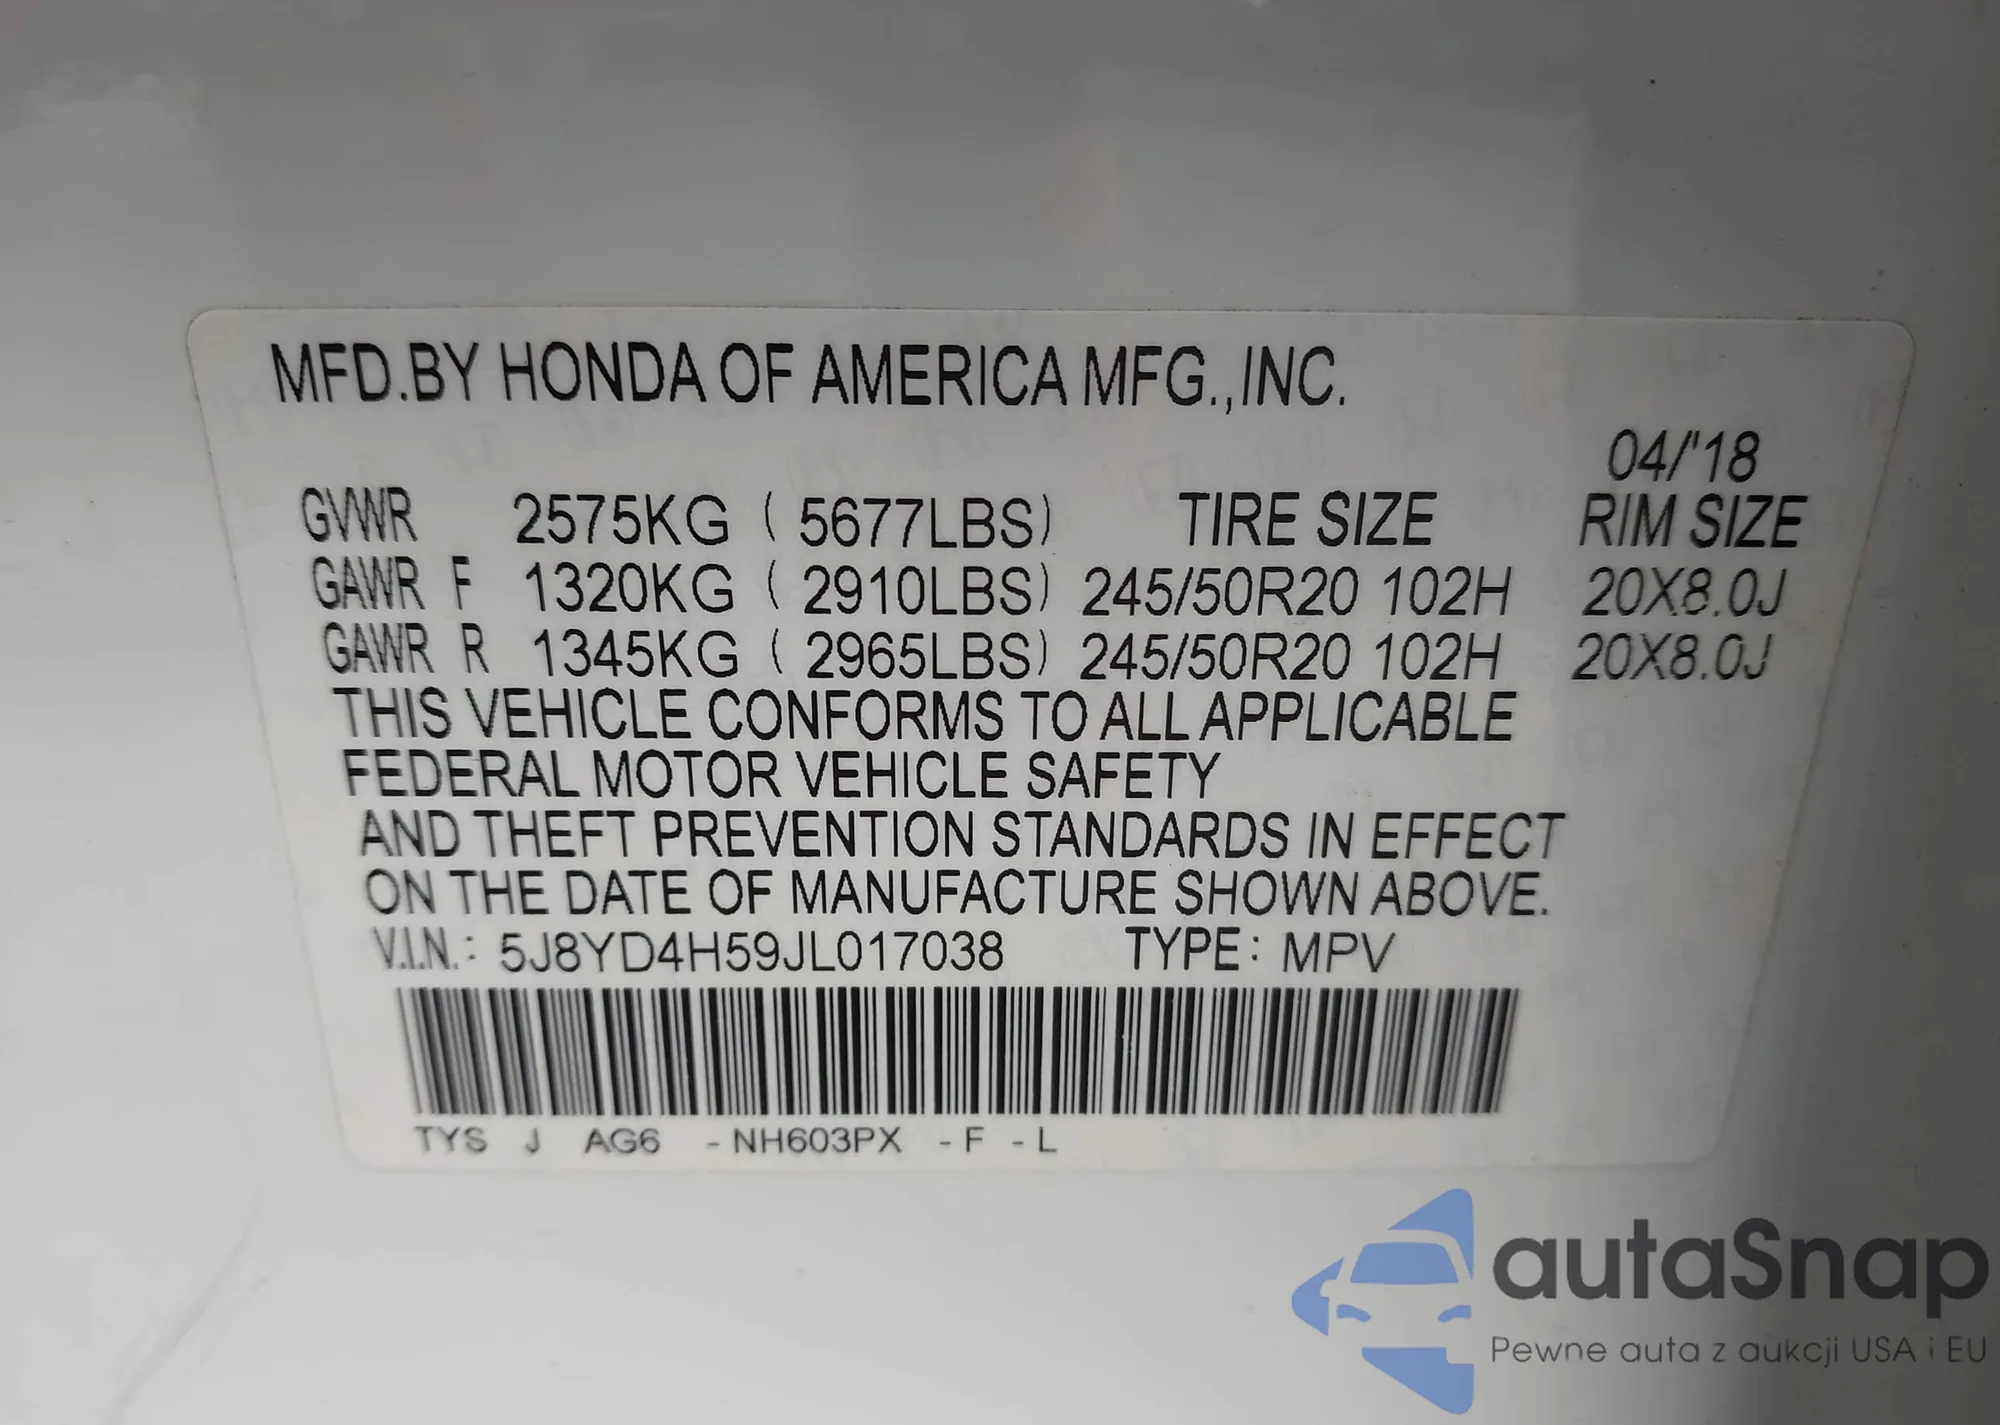 MFD.BY HONDA OF AMERICA MFG.,INC.
04/'18
GVWR 2575KG ( 5677LBS) TIRE SIZE RIM SIZE
GAWR F 1320KG ( 2910LBS) 245/50R20 102H 20X8.0J
GAWR R 1345KG ( 2965LBS) 245/50R20 102H 20X8.0J
THIS VEHICLE CONFORMS TO ALL APPLICABLE
FEDERAL MOTOR VEHICLE SAFETY
AND THEFT PREVENTION STANDARDS IN EFFECT
ON THE DATE OF MANUFACTURE SHOWN ABOVE.
V.I.N.: 5J8YD4H59JL017038 TYPE: MPV
TYS J AG6 -NH603PX -F -L
autaSnap
Pewne auta z aukcji USA i EU